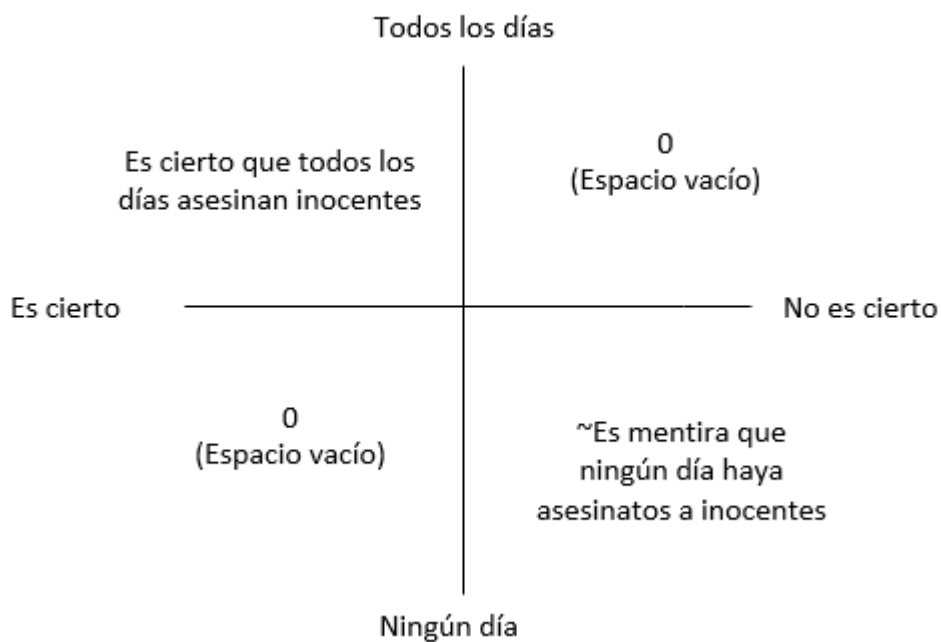 Todos los días
Es cierto que todos los
días asesinan inocentes
0
(Espacio vacío)
Es cierto
No es cierto
0
(Espacio vacío)
~Es mentira que
ningún día haya
asesinatos a inocentes
Ningún día